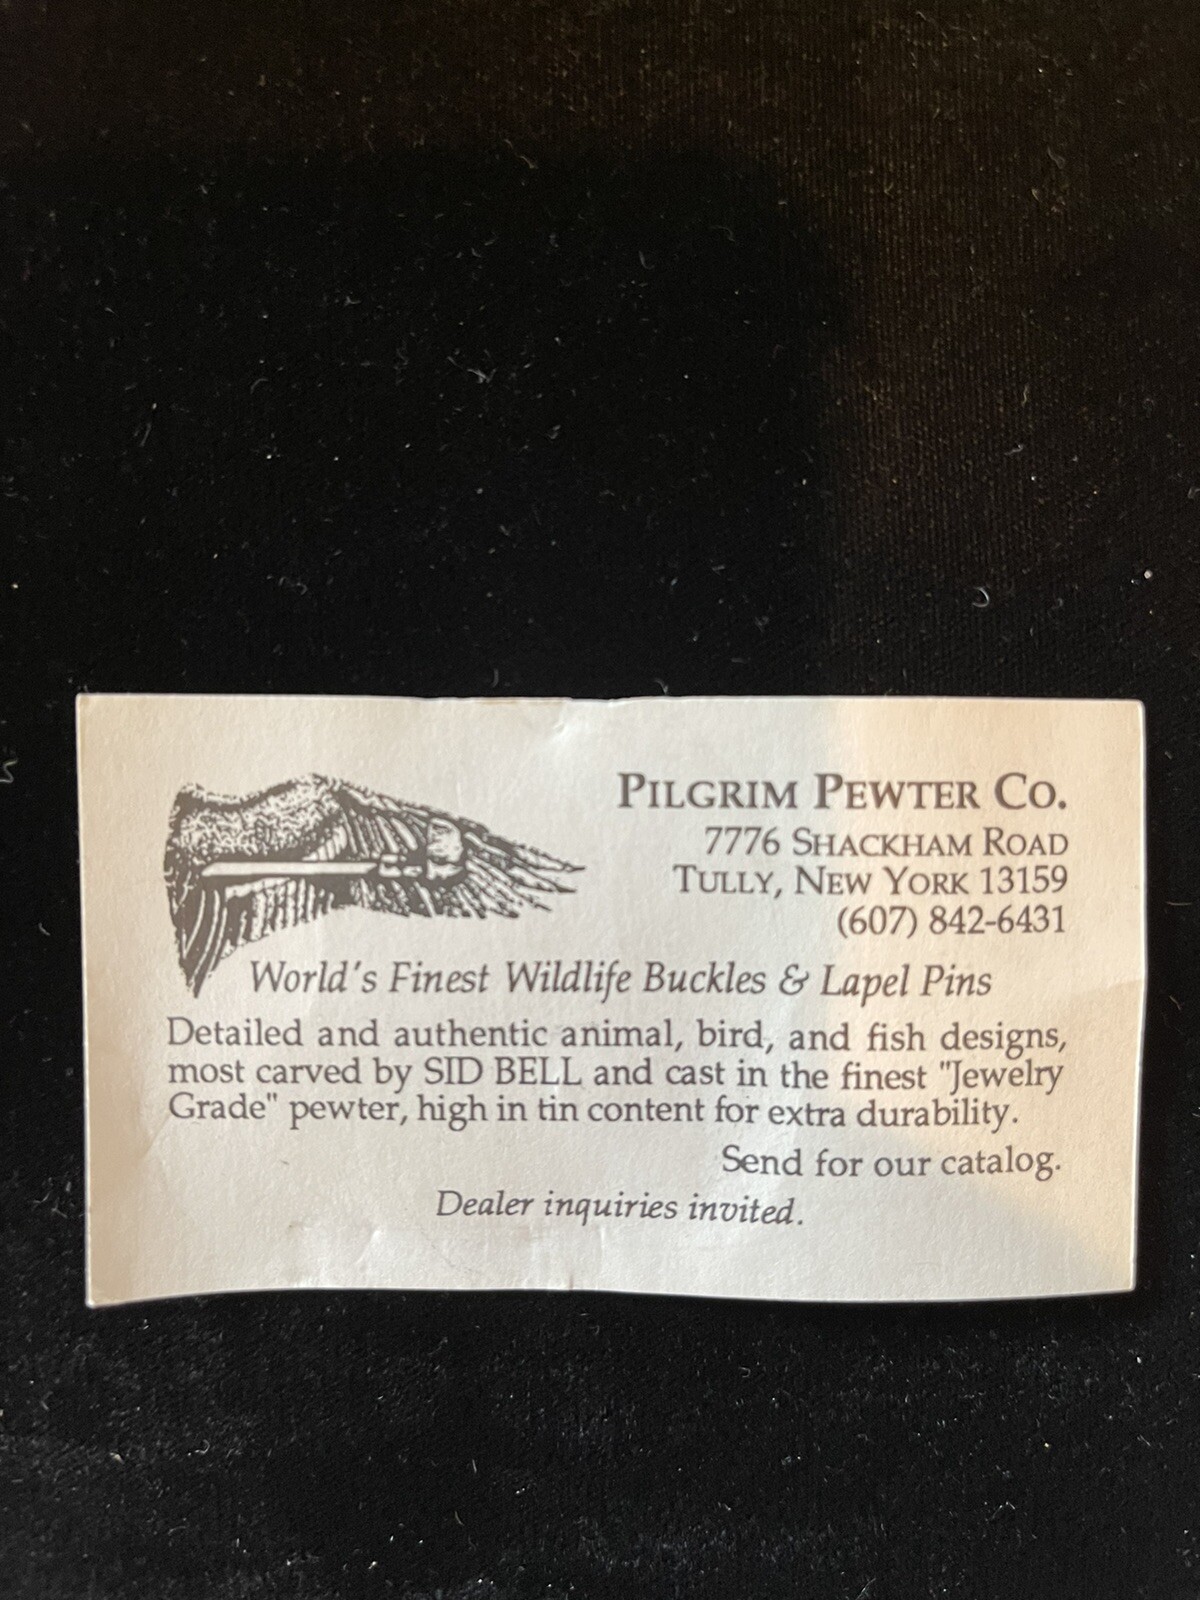 PILGRIM PEWTER CO.
7776 SHACKHAM ROAD
TULLY, NEW YORK 13159
(607) 842-6431
World's Finest Wildlife Buckles & Lapel Pins
Detailed and authentic animal, bird, and fish designs,
most carved by SID BELL and cast in the finest "Jewelry
Grade" pewter, high in tin content for extra durability.
Send for our catalog.
Dealer inquiries invited.